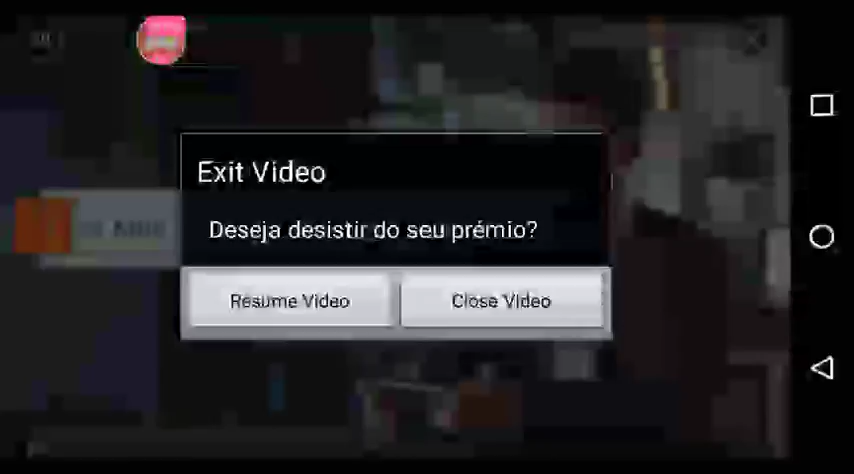 Exit Video
Deseja desistir do seu prémio?
Resume Video
Close Video